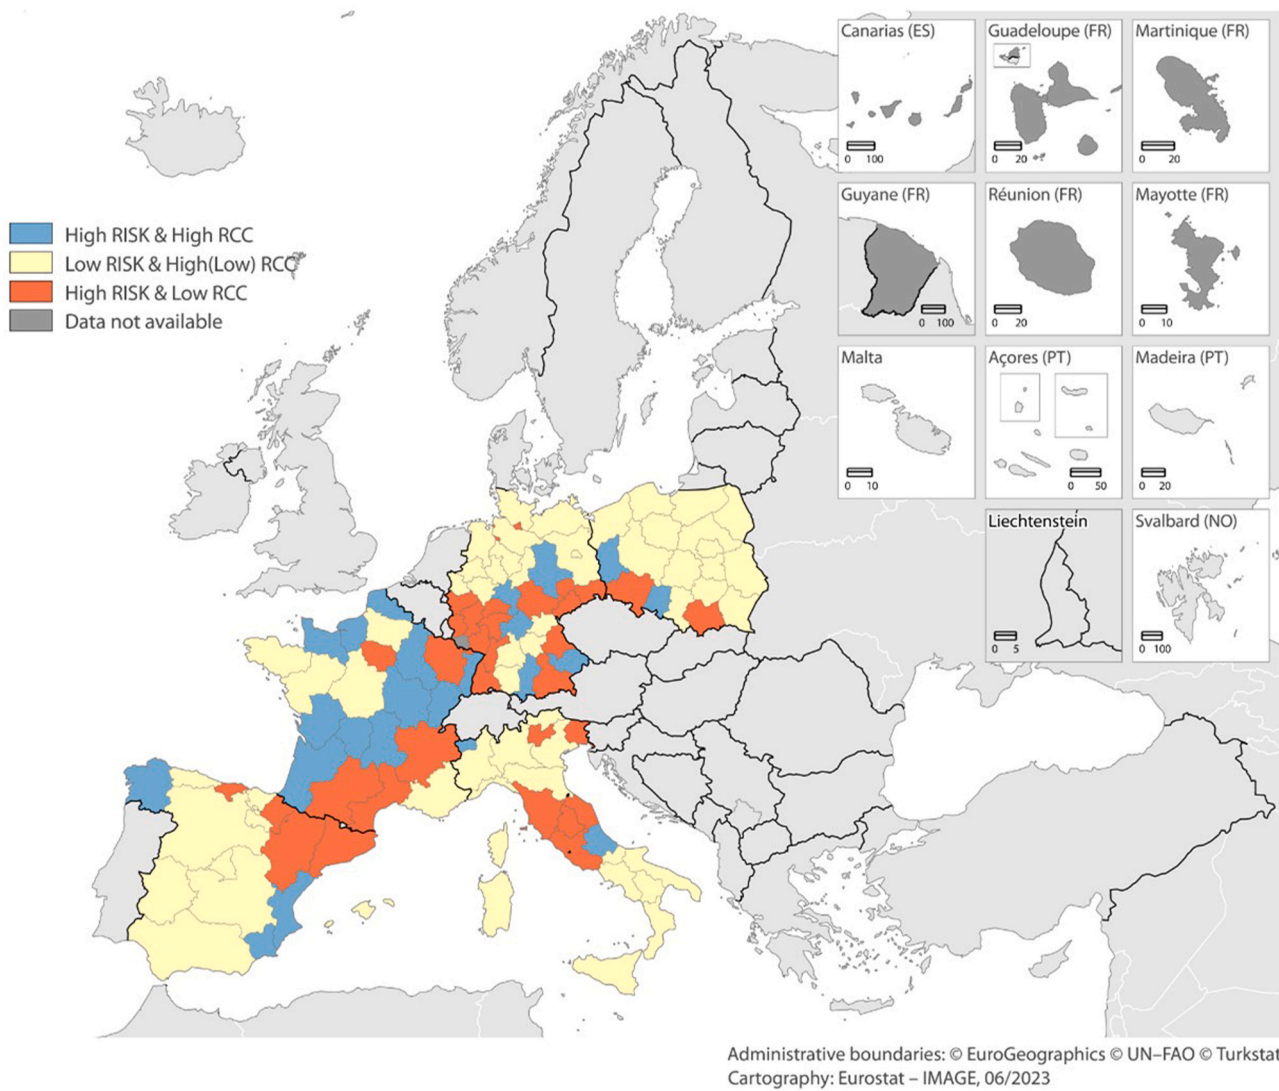 Canarias (ES)
0 100
Guadeloupe (FR)
0 20
Martinique (FR)
0 20
Guyane (FR)
0 100
Réunion (FR)
0 20
Mayotte (FR)
0 10
High RISK & High RCC
Low RISK & High(Low) RCC
High RISK & Low RCC
Data not available
Malta
0 10
Açores (PT)
0 50
Madeira (PT)
0 20
Liechtenstein
0 5
Svalbard (NO)
0 100
Administrative boundaries: © EuroGeographics © UN–FAO © Turkstat
Cartography: Eurostat – IMAGE, 06/2023